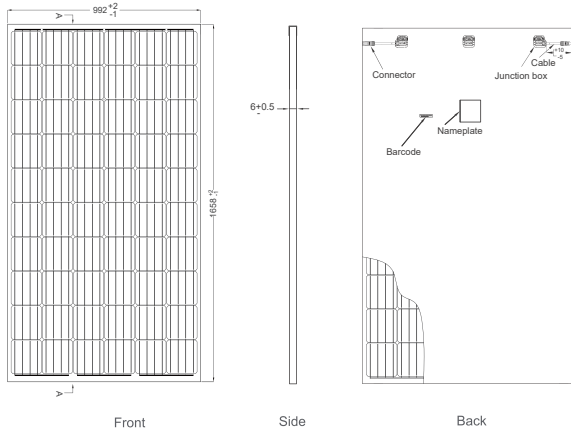 992 +2 -1
A
A
1658 +2 -1
6+0.5
-
+10
-5
Cable
Connector
Junction box
Nameplate
Barcode
Front
Side
Back